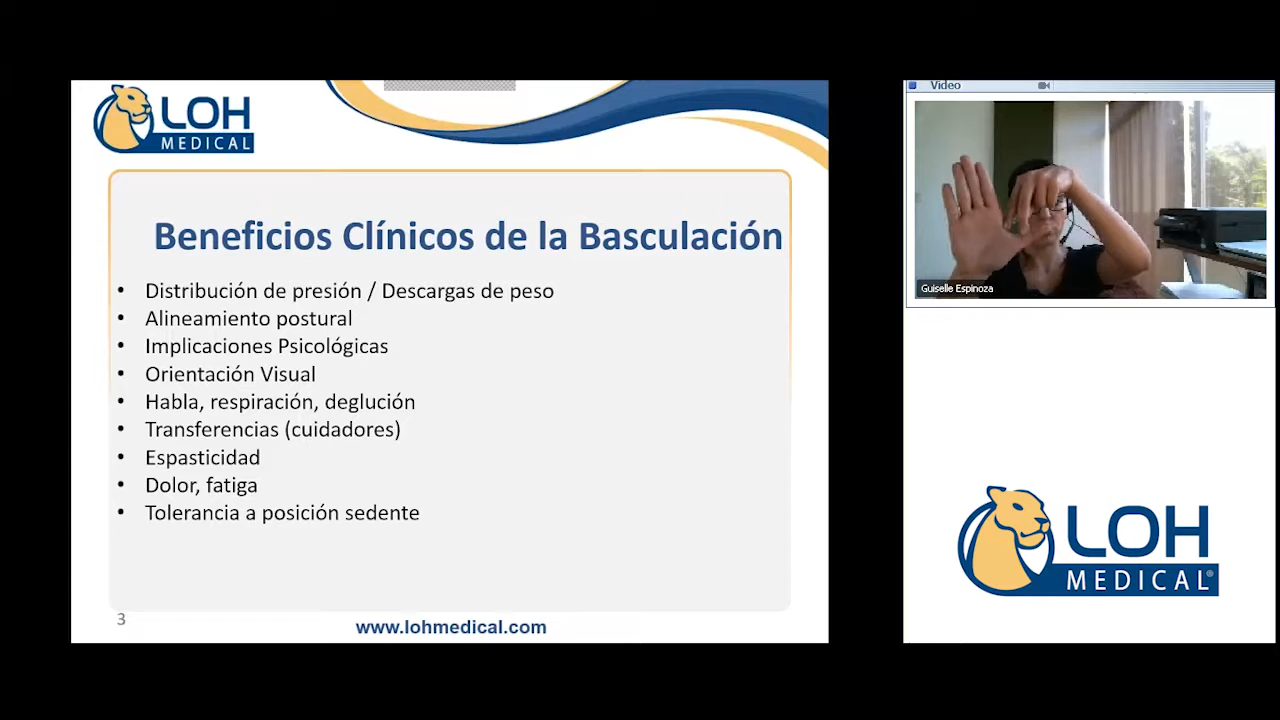 LOH
MEDICAL
Beneficios Clínicos de la Basculación
• Distribución de presión / Descargas de peso
• Alineamiento postural
• Implicaciones Psicológicas
• Orientación Visual
• Habla, respiración, deglución
• Transferencias (cuidadores)
• Espasticidad
• Dolor, fatiga
• Tolerancia a posición sedente
3
www.lohmedical.com
Video
Guiselle Espinoza
LOH
MEDICAL®